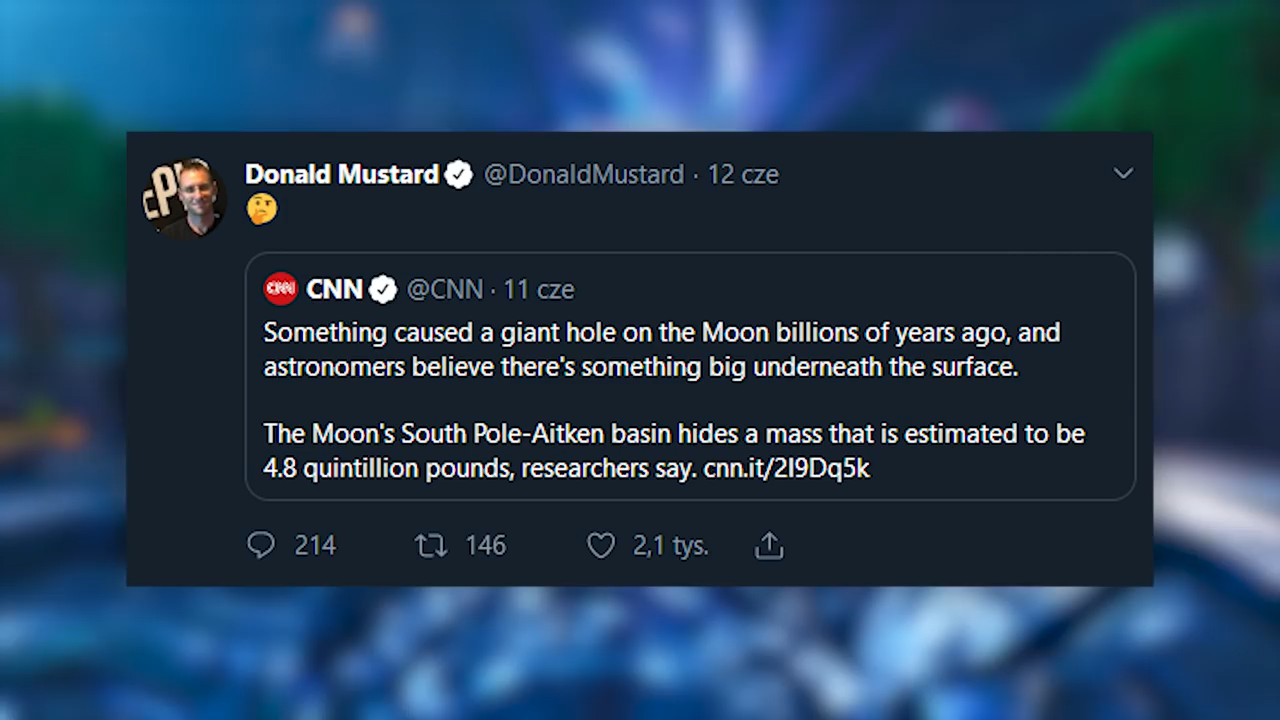 Donald Mustard @DonaldMustard · 12 cze
🤔
CNN CNN @CNN · 11 cze
Something caused a giant hole on the Moon billions of years ago, and
astronomers believe there's something big underneath the surface.
The Moon's South Pole-Aitken basin hides a mass that is estimated to be
4.8 quintillion pounds, researchers say. cnn.it/2I9Dq5k
214 146 2,1 tys.